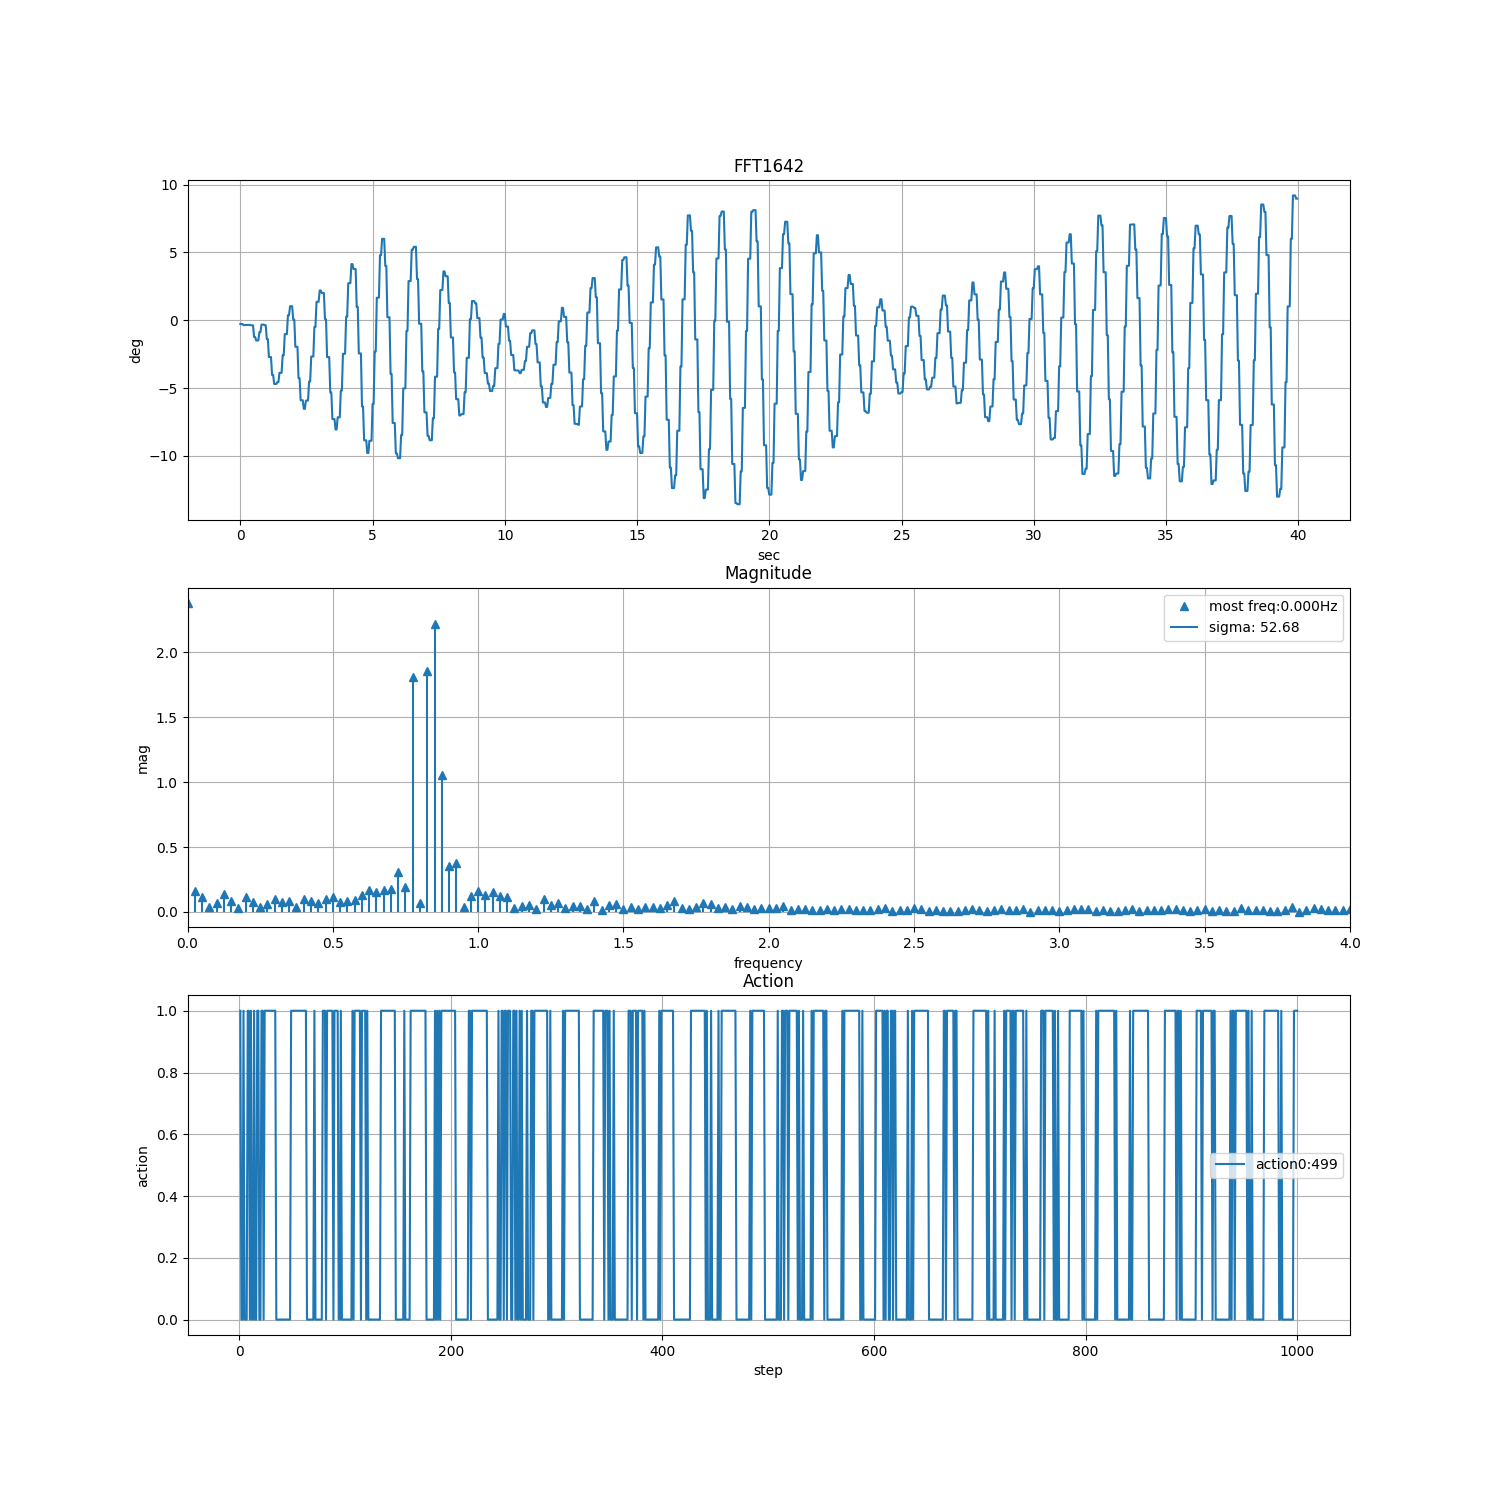 FFT1642
10
5
0
−5
−10
deg
0 5 10 15 20 25 30 35 40
sec
Magnitude
most freq:0.000Hz
sigma: 52.68
2.0
1.5
1.0
0.5
0.0
mag
0.0 0.5 1.0 1.5 2.0 2.5 3.0 3.5 4.0
frequency
Action
1.0
0.8
0.6
0.4
0.2
0.0
action
action0:499
0 200 400 600 800 1000
step